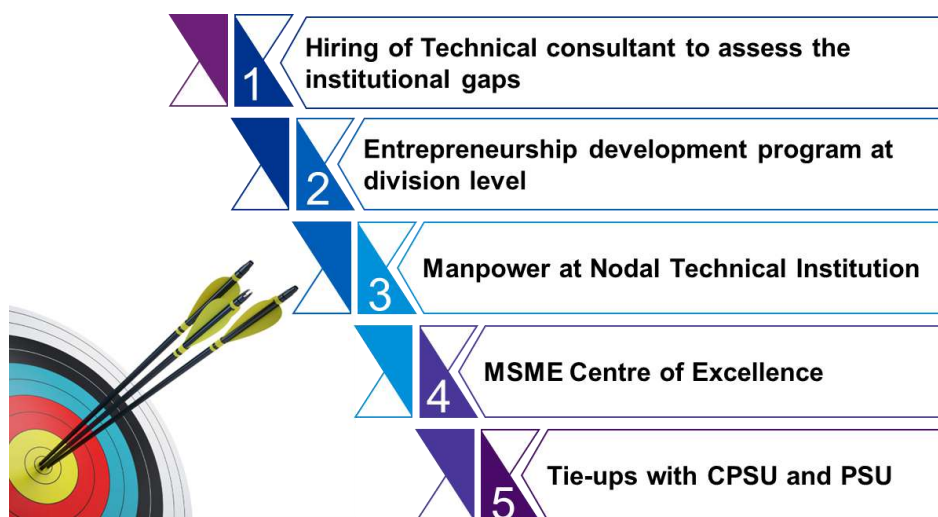 1
Hiring of Technical consultant to assess the
institutional gaps
2
Entrepreneurship development program at
division level
3
Manpower at Nodal Technical Institution
4
MSME Centre of Excellence
5
Tie-ups with CPSU and PSU